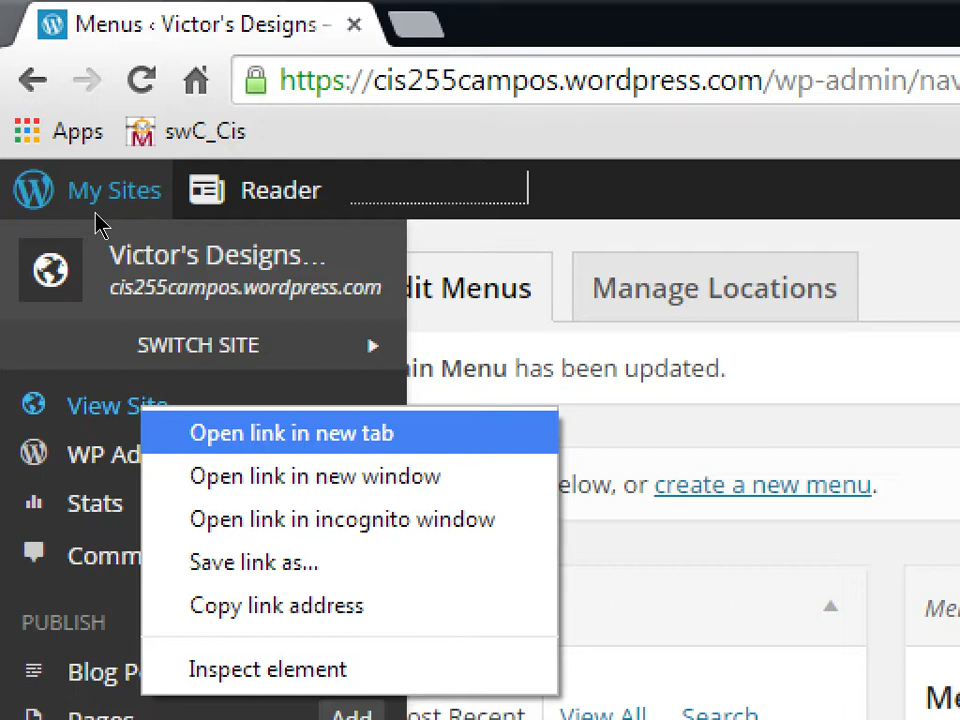 Menus ‹ Victor's Designs –
https://cis255campos.wordpress.com/wp-admin/nav
Apps swC_Cis
My Sites Reader
Victor's Designs...
cis255campos.wordpress.com
dit Menus Manage Locations
SWITCH SITE
ain Menu has been updated.
View Site
Open link in new tab
WP Ad
Open link in new window
elow, or create a new menu.
Stats
Open link in incognito window
Comm
Save link as...
Copy link address
Me
PUBLISH
Blog P
Inspect element
Me
Pages Add
ost Recent View All Search